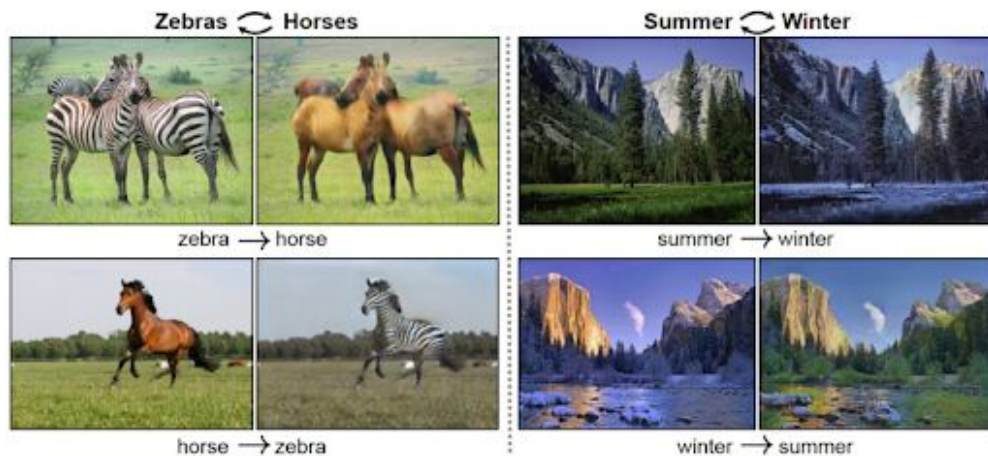 Zebras Horses
zebra → horse
horse → zebra
Summer Winter
summer → winter
winter → summer